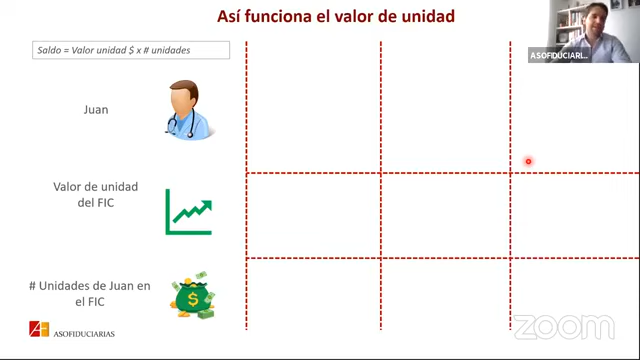 Así funciona el valor de unidad
Saldo = Valor unidad $ x # unidades
ASOFIDUCIARI...
Juan
Valor de unidad
del FIC
$
# Unidades de Juan en
el FIC
ASOFIDUCIARIAS
zoom